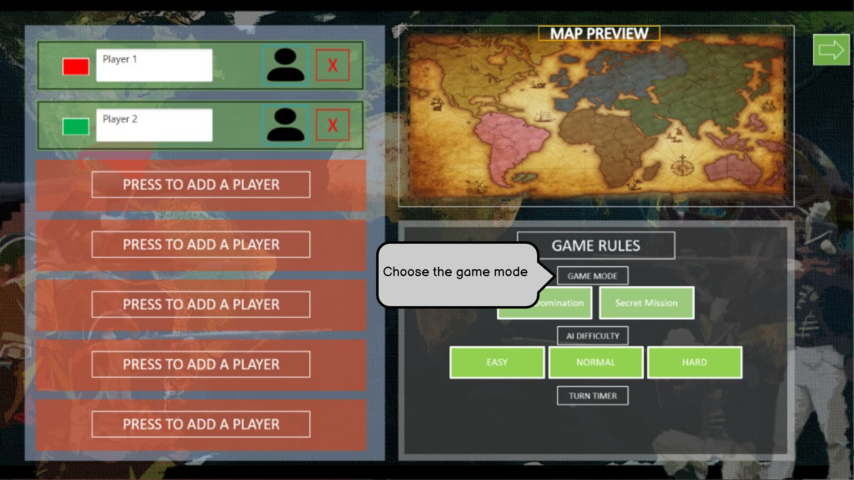 Player 1
X
Player 2
X
PRESS TO ADD A PLAYER
PRESS TO ADD A PLAYER
PRESS TO ADD A PLAYER
PRESS TO ADD A PLAYER
PRESS TO ADD A PLAYER
MAP PREVIEW
GAME RULES
Choose the game mode
GAME MODE
Secret Mission
AI DIFFICULTY
EASY NORMAL HARD
TURN TIMER